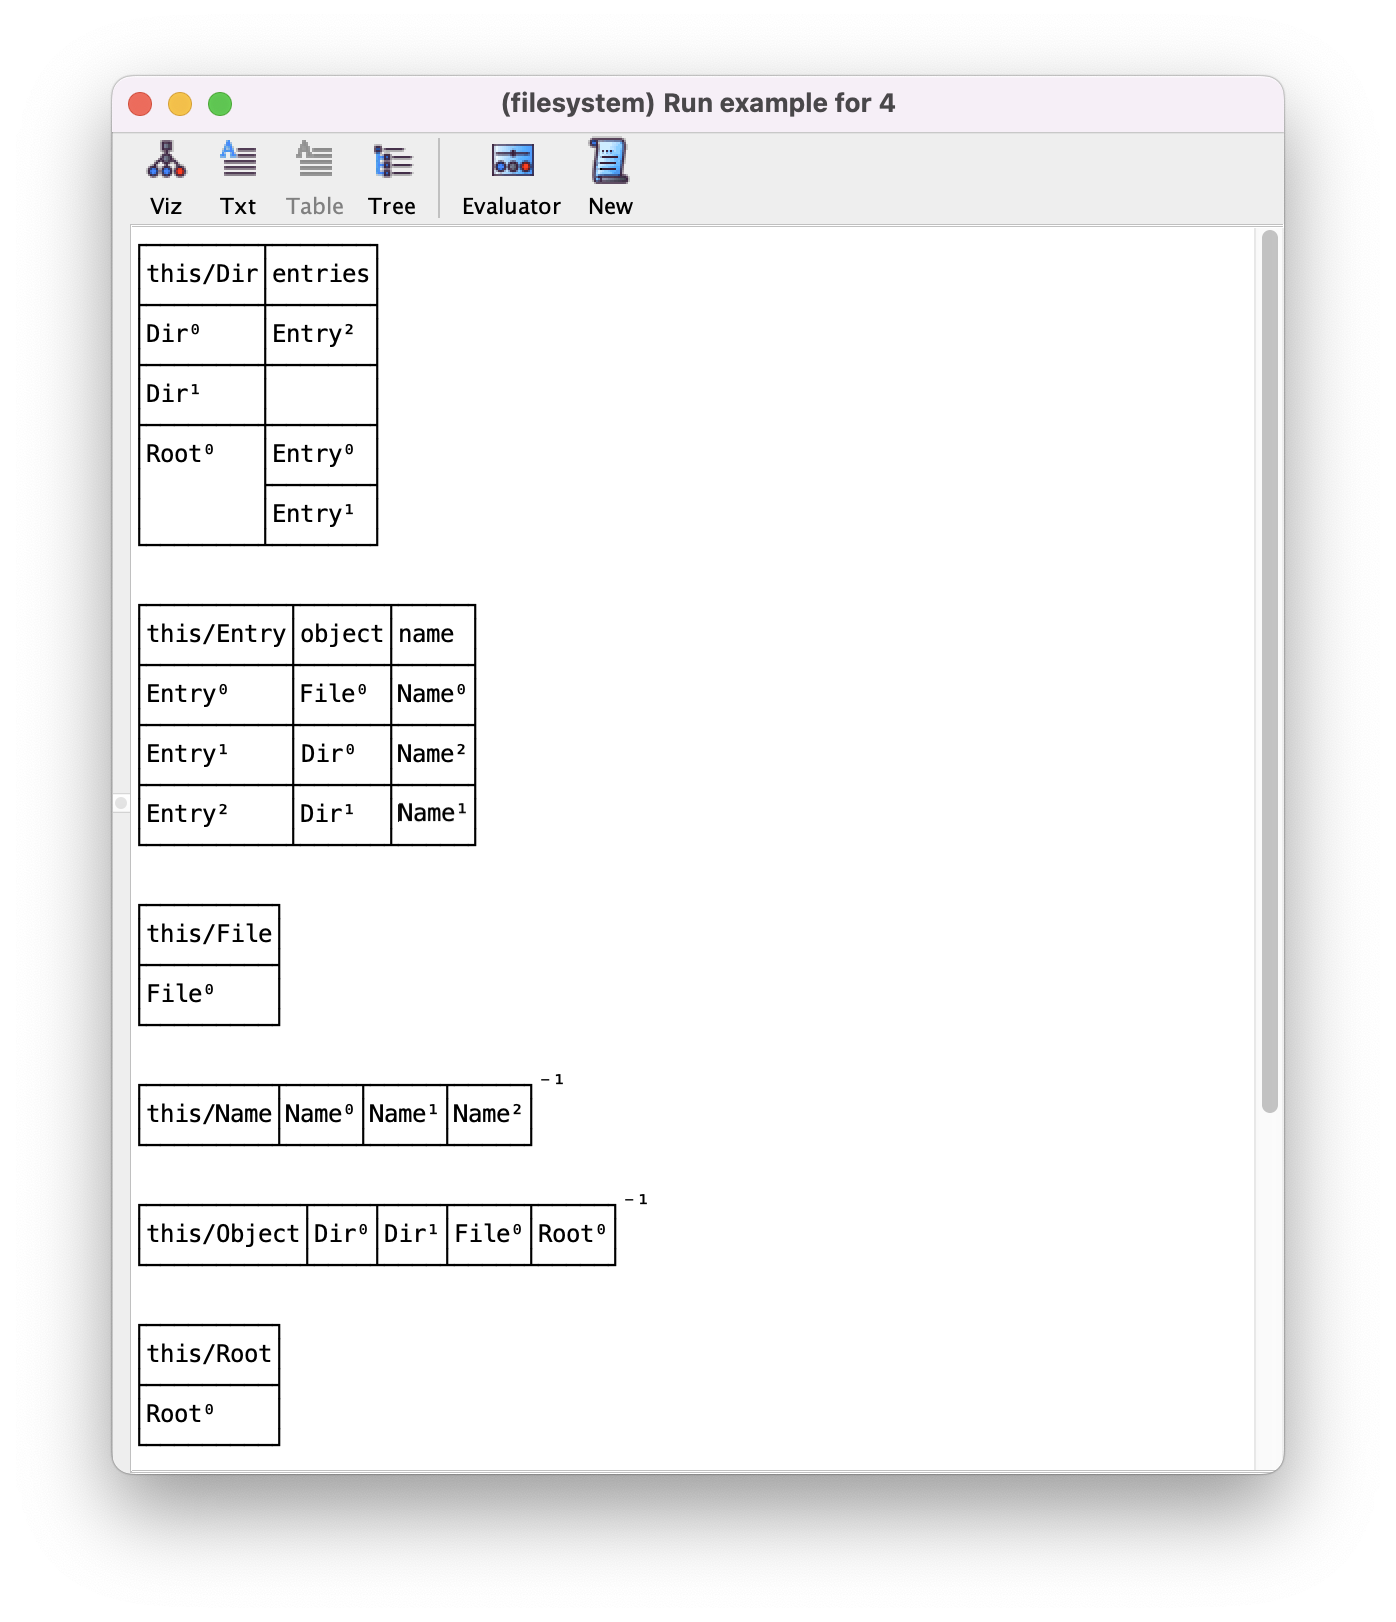 (filesystem) Run example for 4
Viz Txt Table Tree Evaluator New
this/Dir entries
Dir⁰ Entry²
Dir¹
Root⁰ Entry⁰
Entry¹
this/Entry object name
Entry⁰ File⁰ Name⁰
Entry¹ Dir⁰ Name²
Entry² Dir¹ Name¹
this/File
File⁰
this/Name Name⁰ Name¹ Name² ⁻¹
this/Object Dir⁰ Dir¹ File⁰ Root⁰ ⁻¹
this/Root
Root⁰